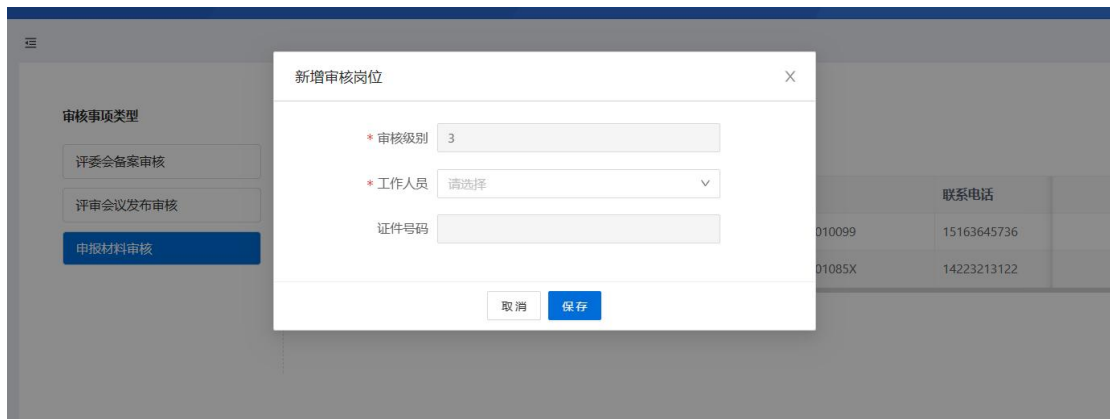 新增审核岗位
审核事项类型
* 审核级别 3
评委会备案审核
* 工作人员 请选择
评审会议发布审核
联系电话
证件号码
010099 15163645736
申报材料审核
01085X 14223213122
取消 保存